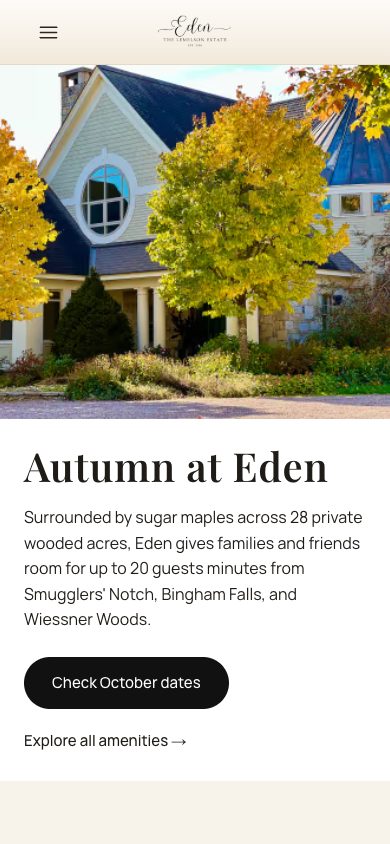 Eden
THE LEMELSON ESTATE
Autumn at Eden
Surrounded by sugar maples across 28 private
wooded acres, Eden gives families and friends
room for up to 20 guests minutes from
Smugglers' Notch, Bingham Falls, and
Wiessner Woods.
Check October dates
Explore all amenities →